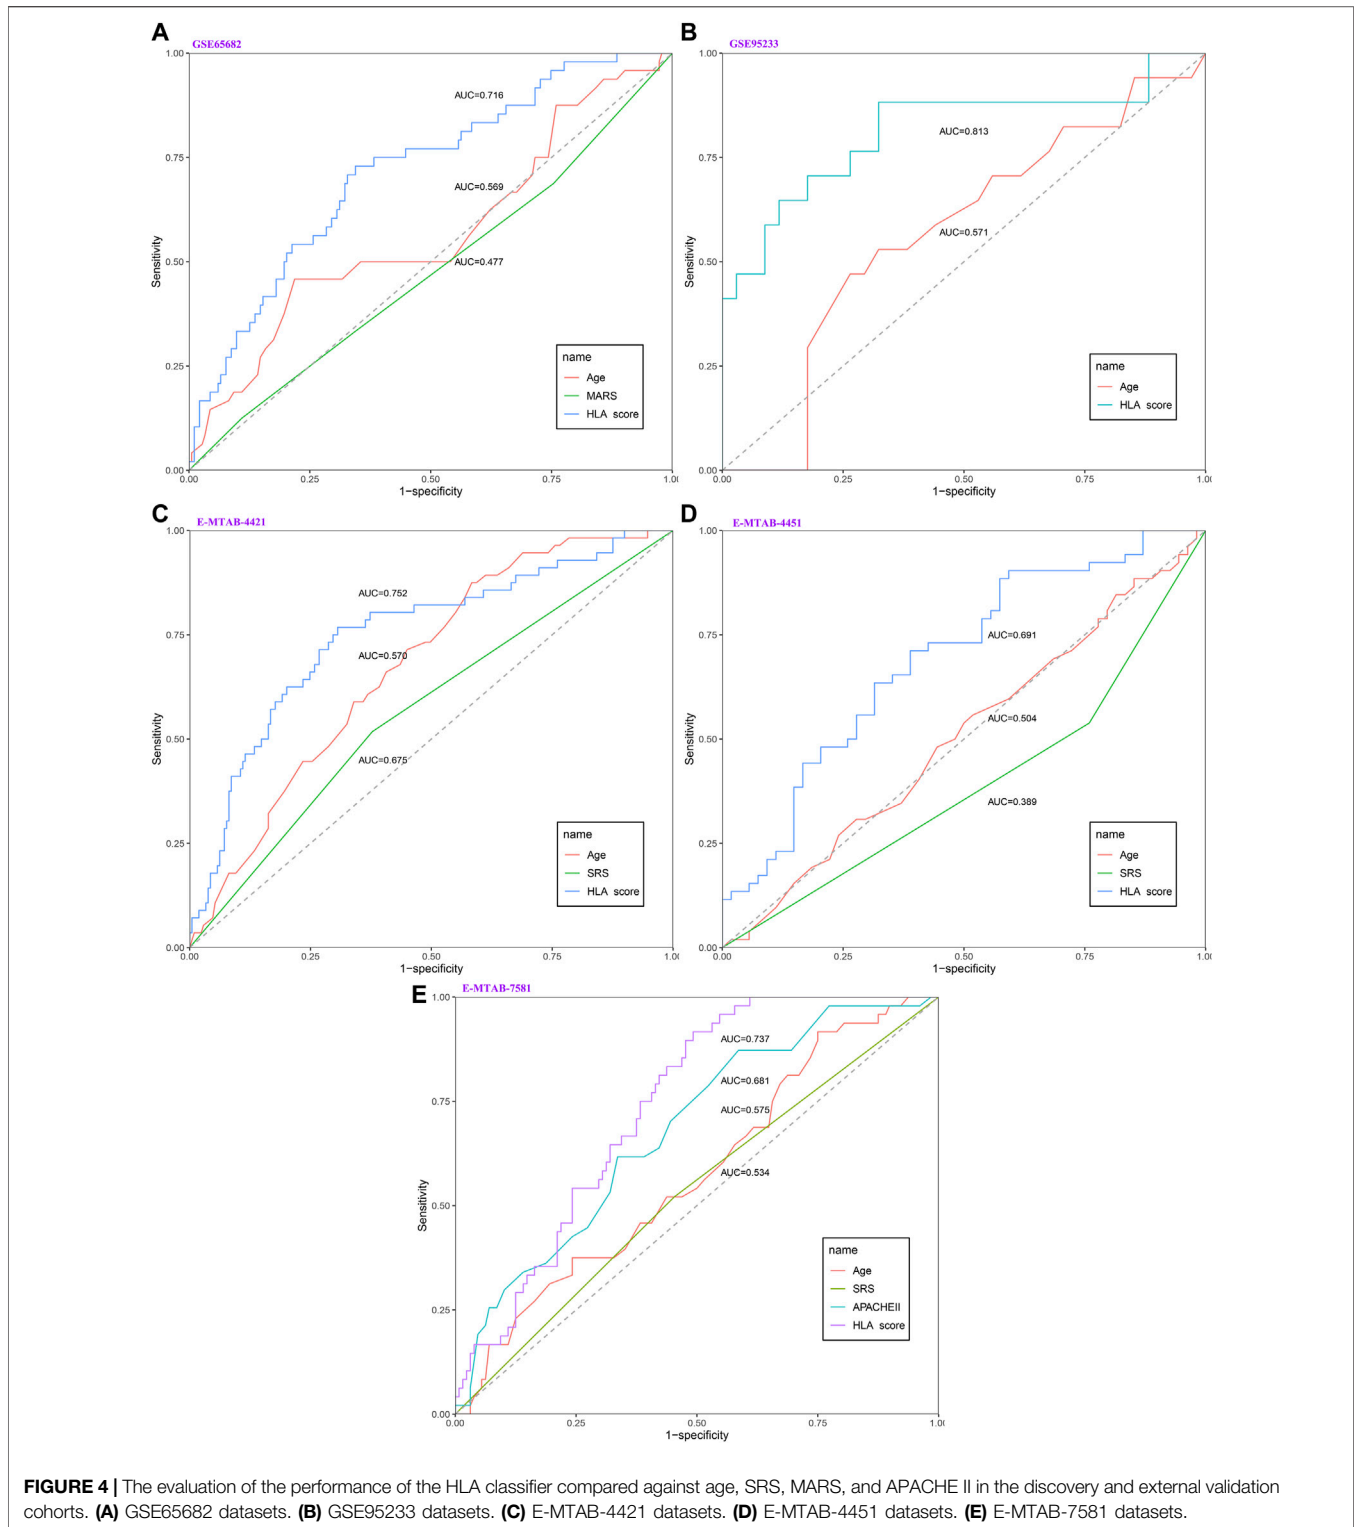 A
GSE65682
1.00
0.75
0.50
0.25
0.00
Sensitivity
AUC=0.716
AUC=0.569
AUC=0.477
name
Age
MARS
HLA score
0.00 0.25 0.50 0.75 1.00
1−specificity
B
GSE95233
1.00
0.75
0.50
0.25
0.00
Sensitivity
AUC=0.813
AUC=0.571
name
Age
HLA score
0.00 0.25 0.50 0.75 1.00
1−specificity
C
E-MTAB-4421
1.00
0.75
0.50
0.25
0.00
Sensitivity
AUC=0.752
AUC=0.570
AUC=0.675
name
Age
SRS
HLA score
0.00 0.25 0.50 0.75 1.00
1−specificity
D
E-MTAB-4451
1.00
0.75
0.50
0.25
0.00
Sensitivity
AUC=0.691
AUC=0.504
AUC=0.389
name
Age
SRS
HLA score
0.00 0.25 0.50 0.75 1.00
1−specificity
E
E-MTAB-7581
1.00
0.75
0.50
0.25
0.00
Sensitivity
AUC=0.737
AUC=0.681
AUC=0.575
AUC=0.534
name
Age
SRS
APACHEII
HLA score
0.00 0.25 0.50 0.75 1.00
1−specificity
FIGURE 4 | The evaluation of the performance of the HLA classifier compared against age, SRS, MARS, and APACHE II in the discovery and external validation
cohorts. (A) GSE65682 datasets. (B) GSE95233 datasets. (C) E-MTAB-4421 datasets. (D) E-MTAB-4451 datasets. (E) E-MTAB-7581 datasets.